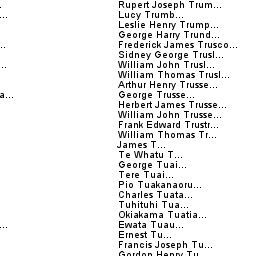 Rupert Joseph Trum...
Lucy Trumb...
Leslie Henry Trump...
George Harry Trund...
Frederick James Trusco...
Sidney George Trusl...
William John Trusl...
William Thomas Trusl...
Arthur Henry Trusse...
a...
George Trusse...
Herbert James Trusse...
William John Trusse...
Frank Edward Trustr...
William Thomas Tr...
James T...
Te Whatu T...
George Tuai...
Tere Tuai...
Pio Tuakanaoru...
Charles Tuata...
Tuhituhi Tua...
Okiakama Tuatia...
Ewata Tuau...
Ernest Tu...
Francis Joseph Tu...
Gordon Henry Tu...